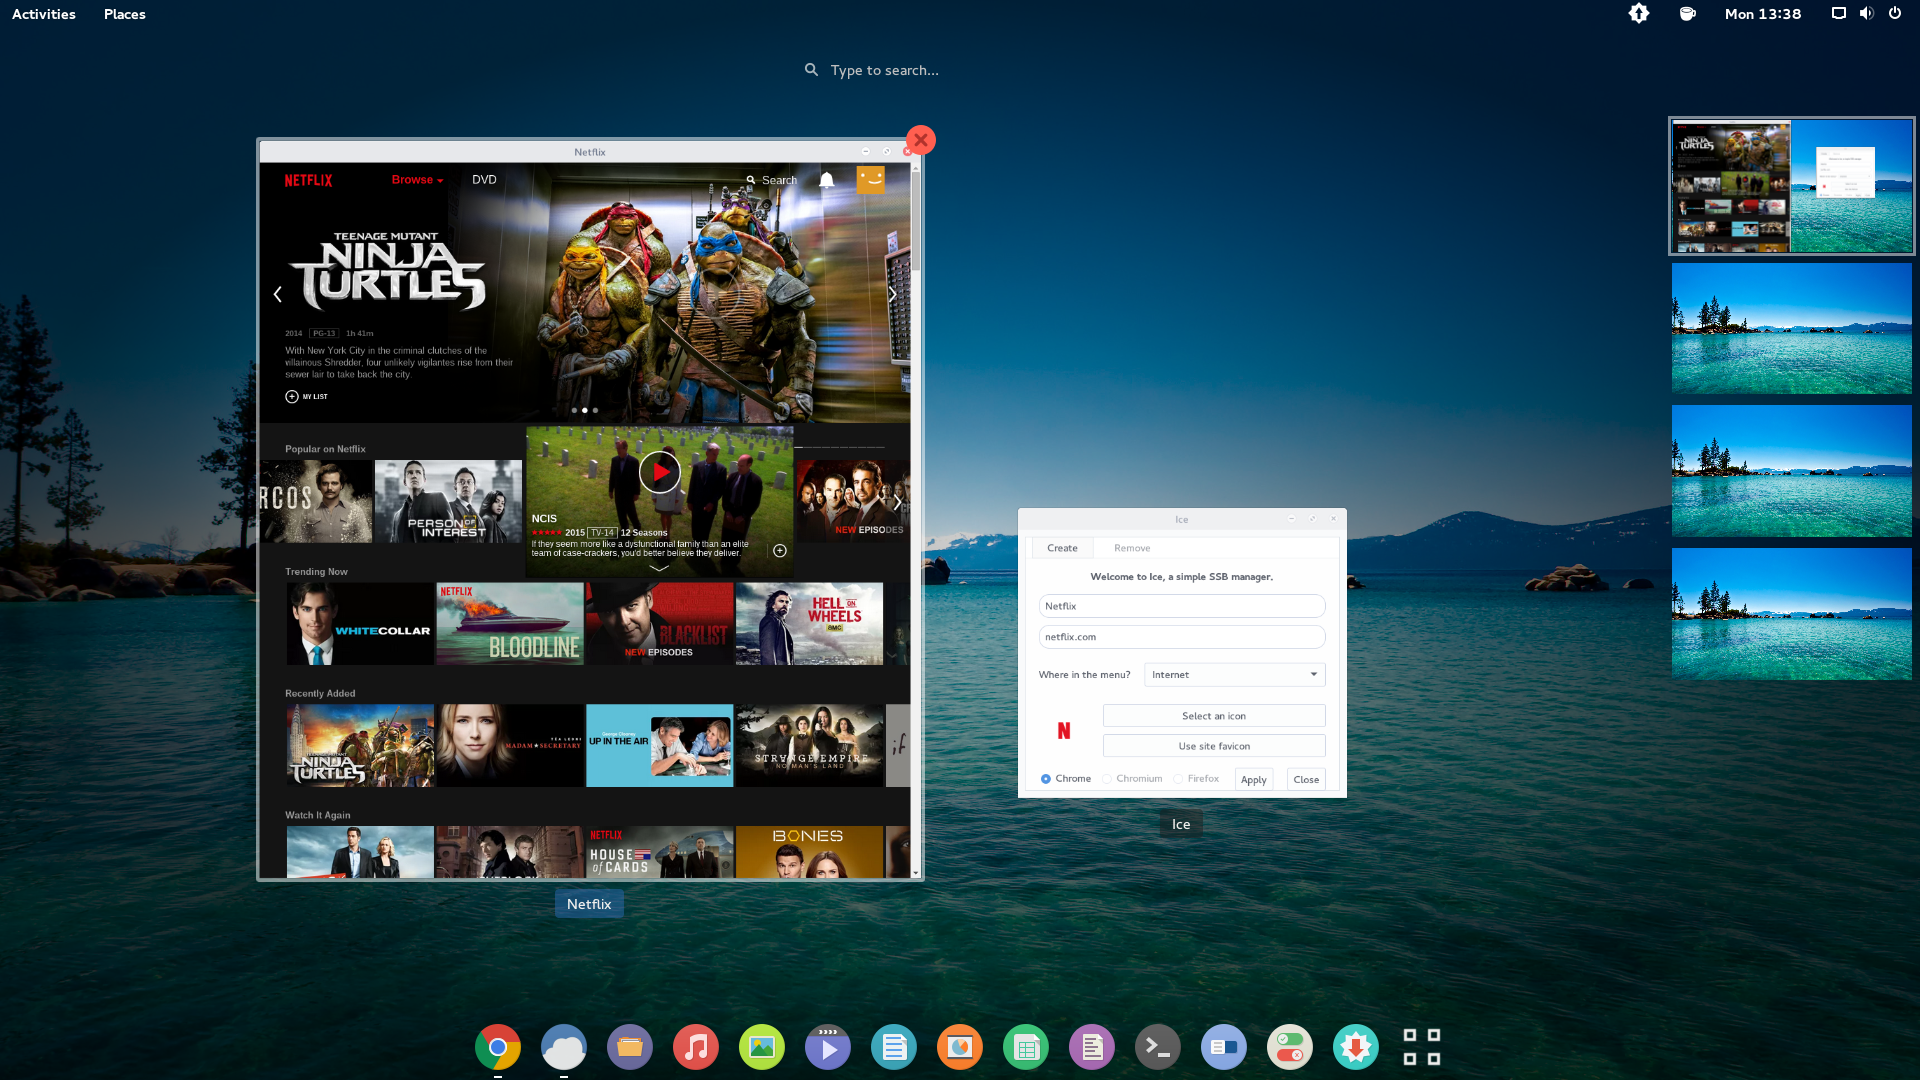 Activities Places Mon 13:38
Type to search...
Netflix
NETFLIX Browse DVD Search
TEENAGE MUTANT
NINJA
TURTLES
2014 PG-13 1h 41m
With New York City in the criminal clutches of the
villainous Shredder, four unlikely vigilantes rise from their
sewer lair to take back the city.
MY LIST
Popular on Netflix
RCOS
PERSON OF
INTEREST
NCIS
2015 TV-14 12 Seasons
If they seem more like a dysfunctional family than an elite
team of case-crackers, you'd better believe they deliver.
NEW EPISODES
Trending Now
WHITECOLLAR
NETFLIX
BLOODLINE
BLACKLIST
NEW EPISODES
HELL ON
WHEELS
AMC
Recently Added
NINJA
TURTLES
TÉA LEONI
MADAM SECRETARY
George Clooney
UP IN THE AIR
STRANGE EMPIRE
NO MAN'S LAND
if
Watch It Again
NETFLIX
HOUSE
of CARDS
BONES
Netflix
Ice
Create Remove
Welcome to Ice, a simple SSB manager.
Netflix
netflix.com
Where in the menu? Internet
N
Select an icon
Use site favicon
Chrome Chromium Firefox Apply Close
Ice